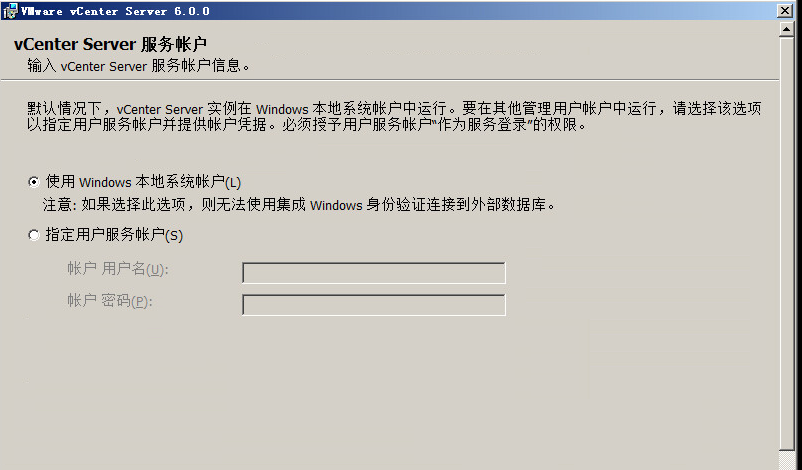 VMware vCenter Server 6.0.0
vCenter Server 服务帐户
输入 vCenter Server 服务帐户信息。
默认情况下，vCenter Server 实例在 Windows 本地系统帐户中运行。要在其他管理用户帐户中运行，请选择该选项
以指定用户服务帐户并提供帐户凭据。必须授予用户服务帐户“作为服务登录”的权限。
使用 Windows 本地系统帐户(L)
注意: 如果选择此选项，则无法使用集成 Windows 身份验证连接到外部数据库。
指定用户服务帐户(S)
帐户 用户名(U):
帐户 密码(P):